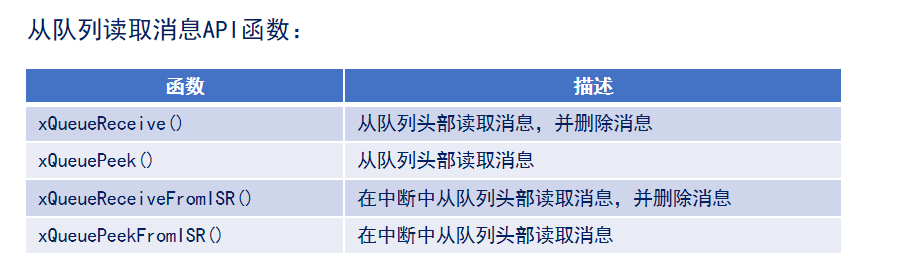 从队列读取消息API函数：
函数 描述
xQueueReceive() 从队列头部读取消息，并删除消息
xQueuePeek() 从队列头部读取消息
xQueueReceiveFromISR() 在中断中从队列头部读取消息，并删除消息
xQueuePeekFromISR() 在中断中从队列头部读取消息